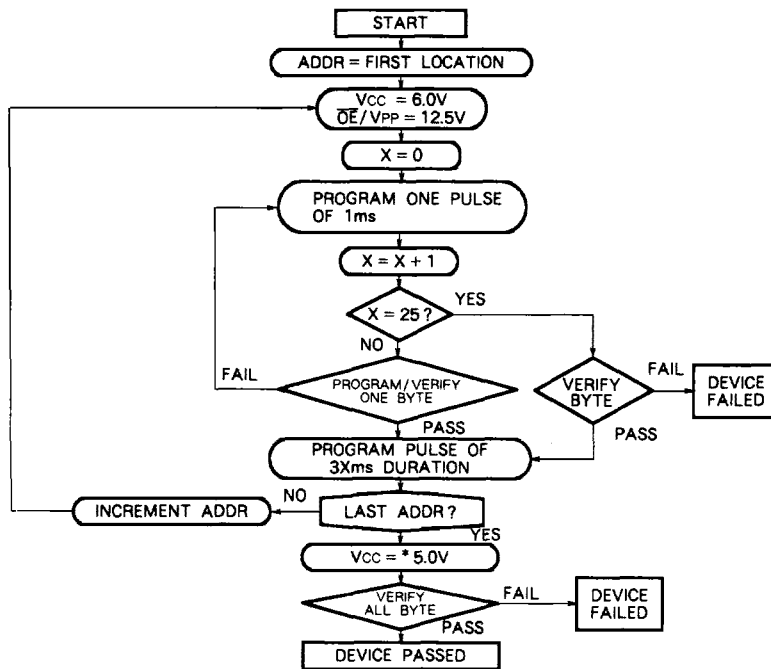 START
ADDR = FIRST LOCATION
VCC = 6.0V
OE/VPP = 12.5V
X = 0
PROGRAM ONE PULSE
OF 1ms
X = X + 1
X = 25 ?
YES
NO
FAIL
PROGRAM/VERIFY
ONE BYTE
PASS
VERIFY
BYTE
FAIL
DEVICE
FAILED
PASS
PROGRAM PULSE OF
3Xms DURATION
LAST ADDR ?
NO
INCREMENT ADDR
YES
VCC = *5.0V
VERIFY
ALL BYTE
FAIL
DEVICE
FAILED
PASS
DEVICE PASSED